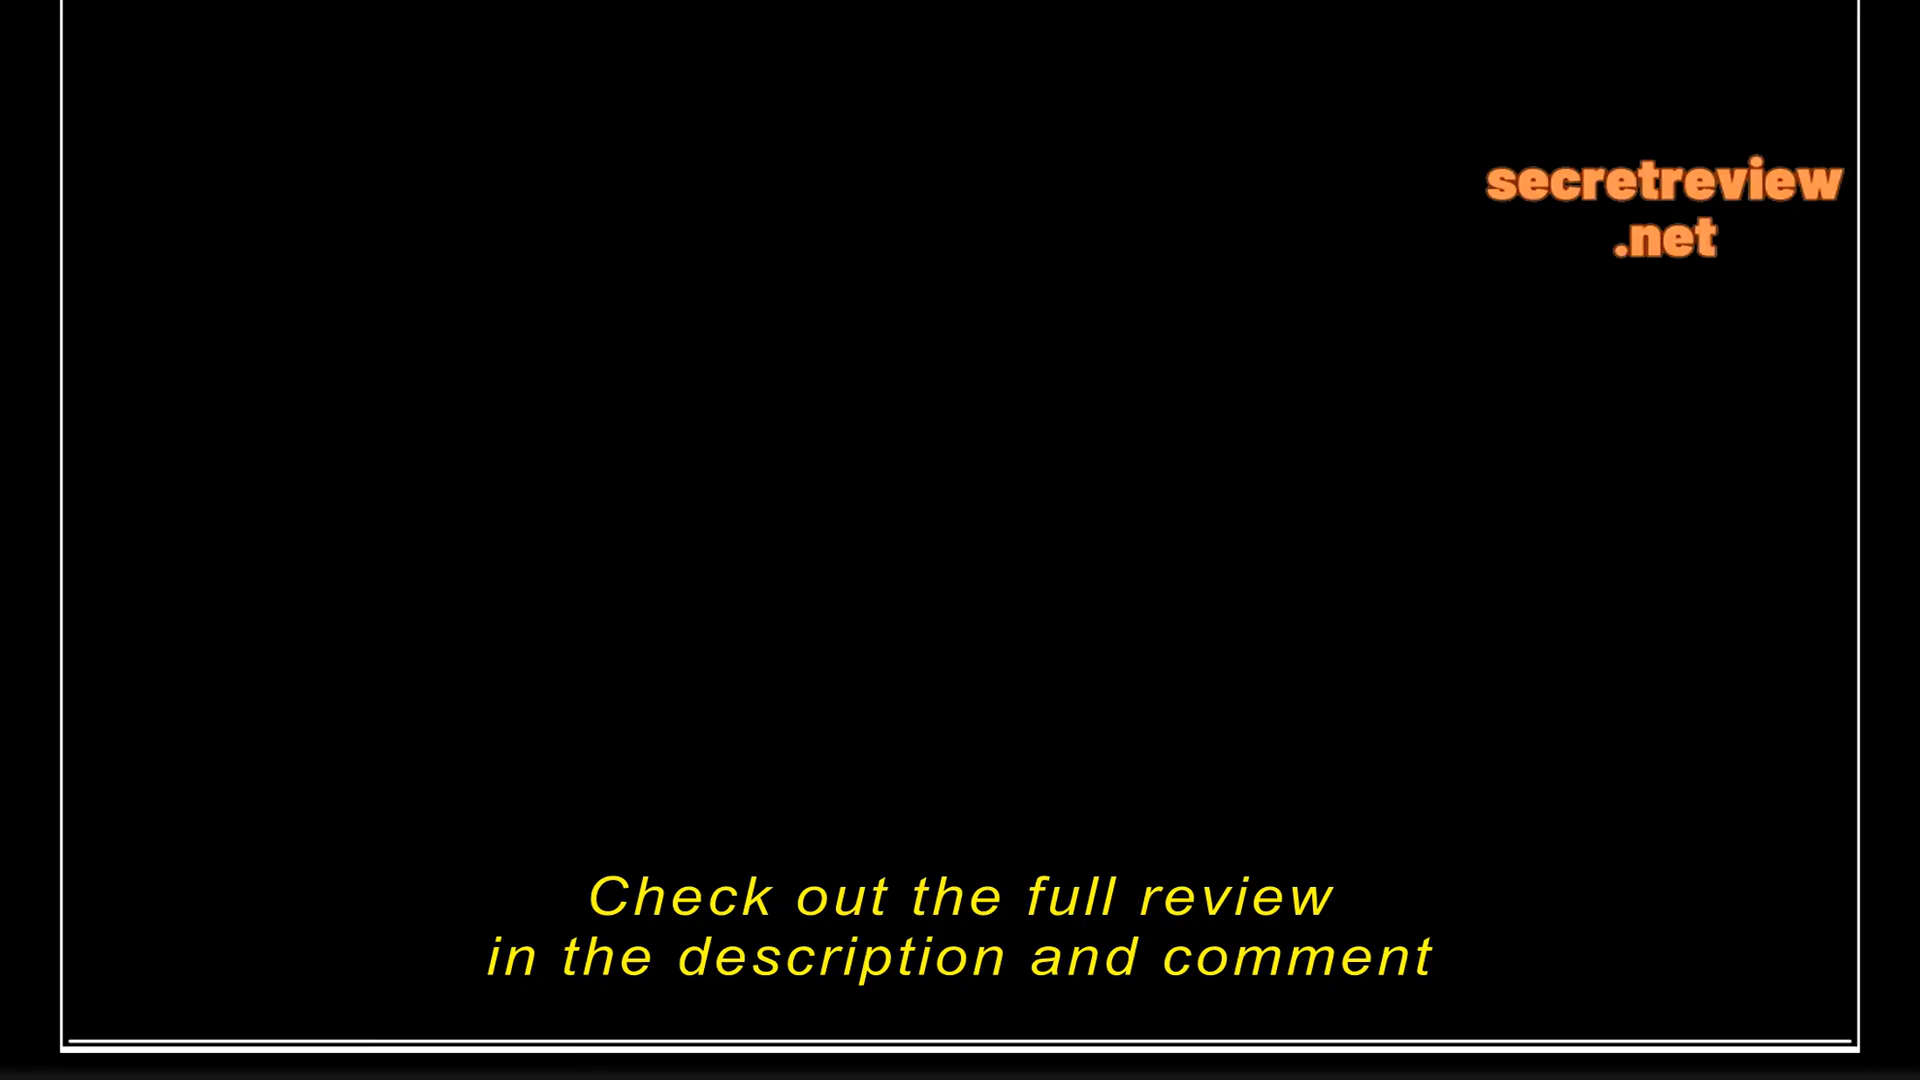 secretreview
.net
Check out the full review
in the description and comment